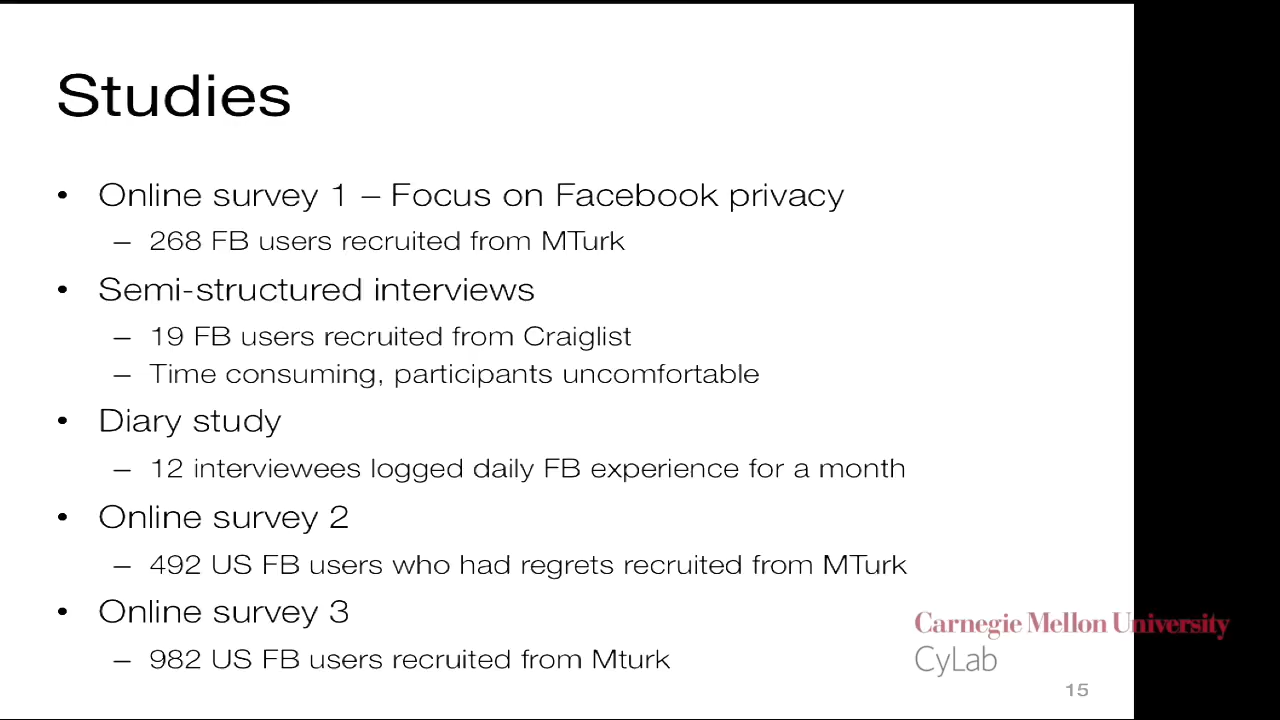 Studies
• Online survey 1 – Focus on Facebook privacy
– 268 FB users recruited from MTurk
• Semi-structured interviews
– 19 FB users recruited from Craiglist
– Time consuming, participants uncomfortable
• Diary study
– 12 interviewees logged daily FB experience for a month
• Online survey 2
– 492 US FB users who had regrets recruited from MTurk
• Online survey 3
– 982 US FB users recruited from Mturk
Carnegie Mellon University
CyLab
15